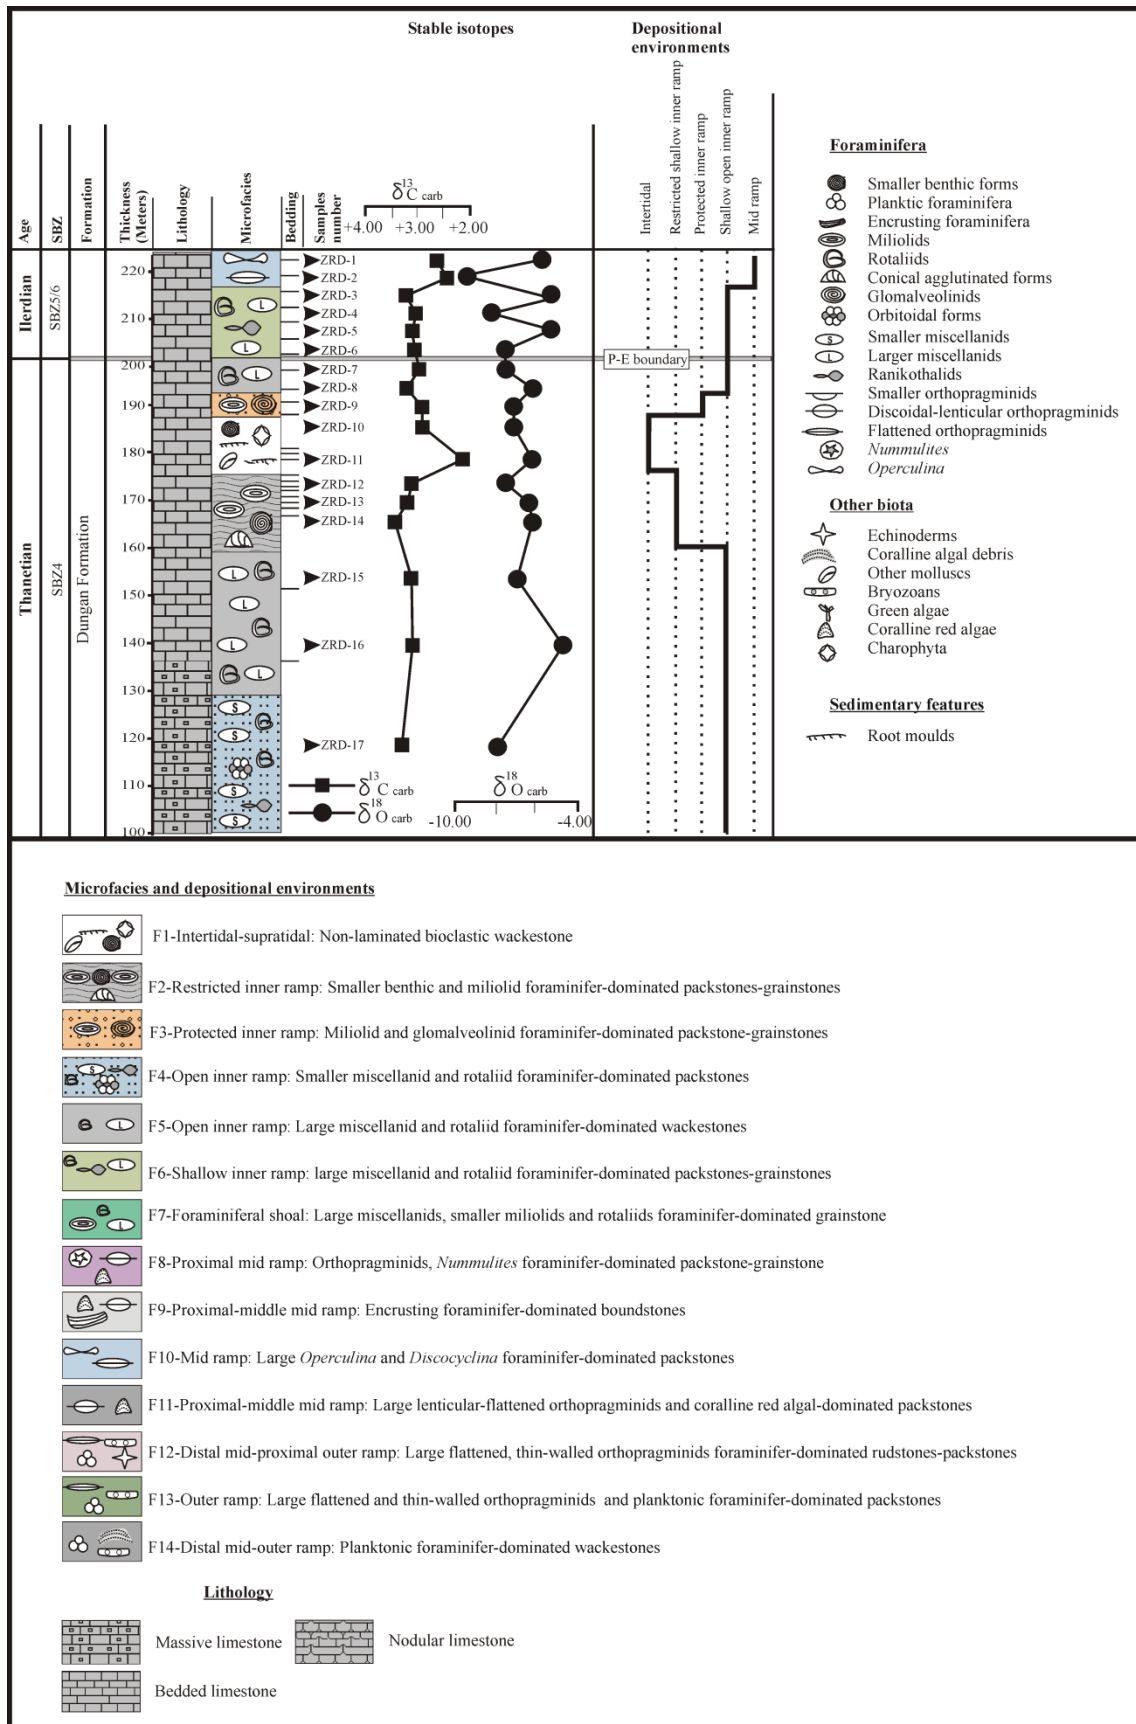 Stable isotopes
Depositional
environments
Age
SBZ
Formation
Thickness
(Meters)
Lithology
Microfacies
Bedding
Samples
number
δ13C carb
+4.00 +3.00 +2.00
Intertidal
Restricted shallow inner ramp
Protected inner ramp
Shallow open inner ramp
Mid ramp
Ilerdian
SBZ5/6
Thanetian
SBZ4
Dungan Formation
220
210
200
190
180
170
160
150
140
130
120
110
100
L
L
L
L
L
L
L
S
S
S
S
ZRD-1
ZRD-2
ZRD-3
ZRD-4
ZRD-5
ZRD-6
ZRD-7
ZRD-8
ZRD-9
ZRD-10
ZRD-11
ZRD-12
ZRD-13
ZRD-14
ZRD-15
ZRD-16
ZRD-17
P-E boundary
δ13C carb
δ18O carb
δ18O carb
-10.00 -4.00
Foraminifera
Smaller benthic forms
Planktic foraminifera
Encrusting foraminifera
Miliolids
Rotaliids
Conical agglutinated forms
Glomalveolinids
Orbitoidal forms
S Smaller miscellanids
L Larger miscellanids
Ranikothalids
Smaller orthopragminids
Discoidal-lenticular orthopragminids
Flattened orthopragminids
Nummulites
Operculina
Other biota
Echinoderms
Coralline algal debris
Other molluscs
Bryozoans
Green algae
Coralline red algae
Charophyta
Sedimentary features
Root moulds
Microfacies and depositional environments
F1-Intertidal-supratidal: Non-laminated bioclastic wackestone
F2-Restricted inner ramp: Smaller benthic and miliolid foraminifer-dominated packstones-grainstones
F3-Protected inner ramp: Miliolid and glomalveolinid foraminifer-dominated packstone-grainstones
S F4-Open inner ramp: Smaller miscellanid and rotaliid foraminifer-dominated packstones
L F5-Open inner ramp: Large miscellanid and rotaliid foraminifer-dominated wackestones
L F6-Shallow inner ramp: large miscellanid and rotaliid foraminifer-dominated packstones-grainstones
L F7-Foraminiferal shoal: Large miscellanids, smaller miliolids and rotaliids foraminifer-dominated grainstone
F8-Proximal mid ramp: Orthopragminids, Nummulites foraminifer-dominated packstone-grainstone
F9-Proximal-middle mid ramp: Encrusting foraminifer-dominated boundstones
F10-Mid ramp: Large Operculina and Discocyclina foraminifer-dominated packstones
F11-Proximal-middle mid ramp: Large lenticular-flattened orthopragminids and coralline red algal-dominated packstones
F12-Distal mid-proximal outer ramp: Large flattened, thin-walled orthopragminids foraminifer-dominated rudstones-packstones
F13-Outer ramp: Large flattened and thin-walled orthopragminids and planktonic foraminifer-dominated packstones
F14-Distal mid-outer ramp: Planktonic foraminifer-dominated wackestones
Lithology
Massive limestone
Nodular limestone
Bedded limestone